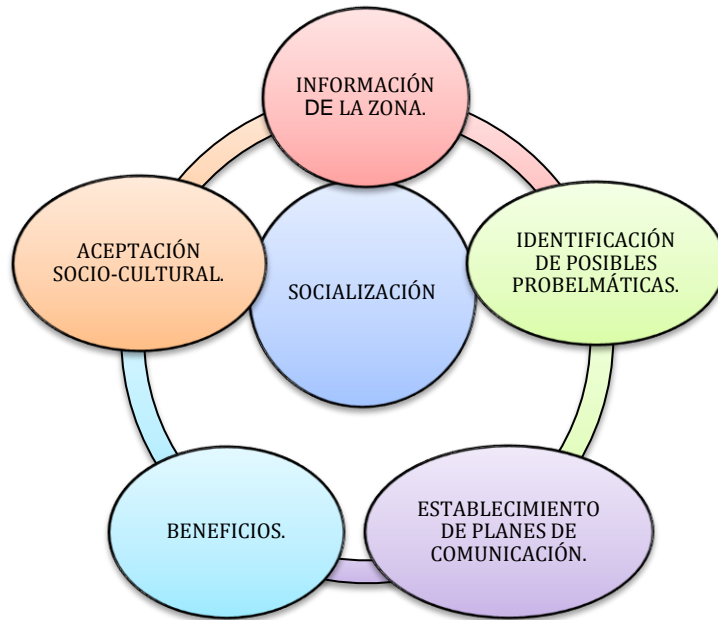 INFORMACIÓN
DE LA ZONA.
IDENTIFICACIÓN
DE POSIBLES
PROBELMÁTICAS.
ESTABLECIMIENTO
DE PLANES DE
COMUNICACIÓN.
BENEFICIOS.
ACEPTACIÓN
SOCIO-CULTURAL.
SOCIALIZACIÓN